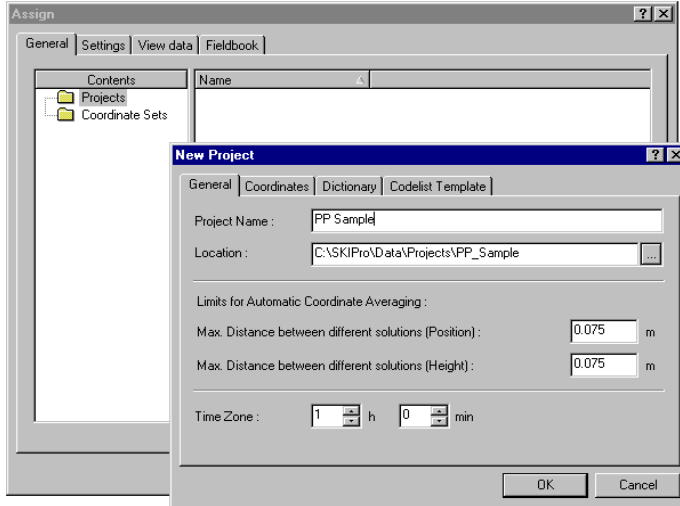 Assign
General Settings View data Fieldbook
Contents Name
Projects
Coordinate Sets
New Project
General Coordinates Dictionary Codelist Template
Project Name : PP Sample
Location : C:\SKIPro\Data\Projects\PP_Sample ...
Limits for Automatic Coordinate Averaging :
Max. Distance between different solutions (Position) : 0.075 m
Max. Distance between different solutions (Height) : 0.075 m
Time Zone : 1 h 0 min
OK Cancel